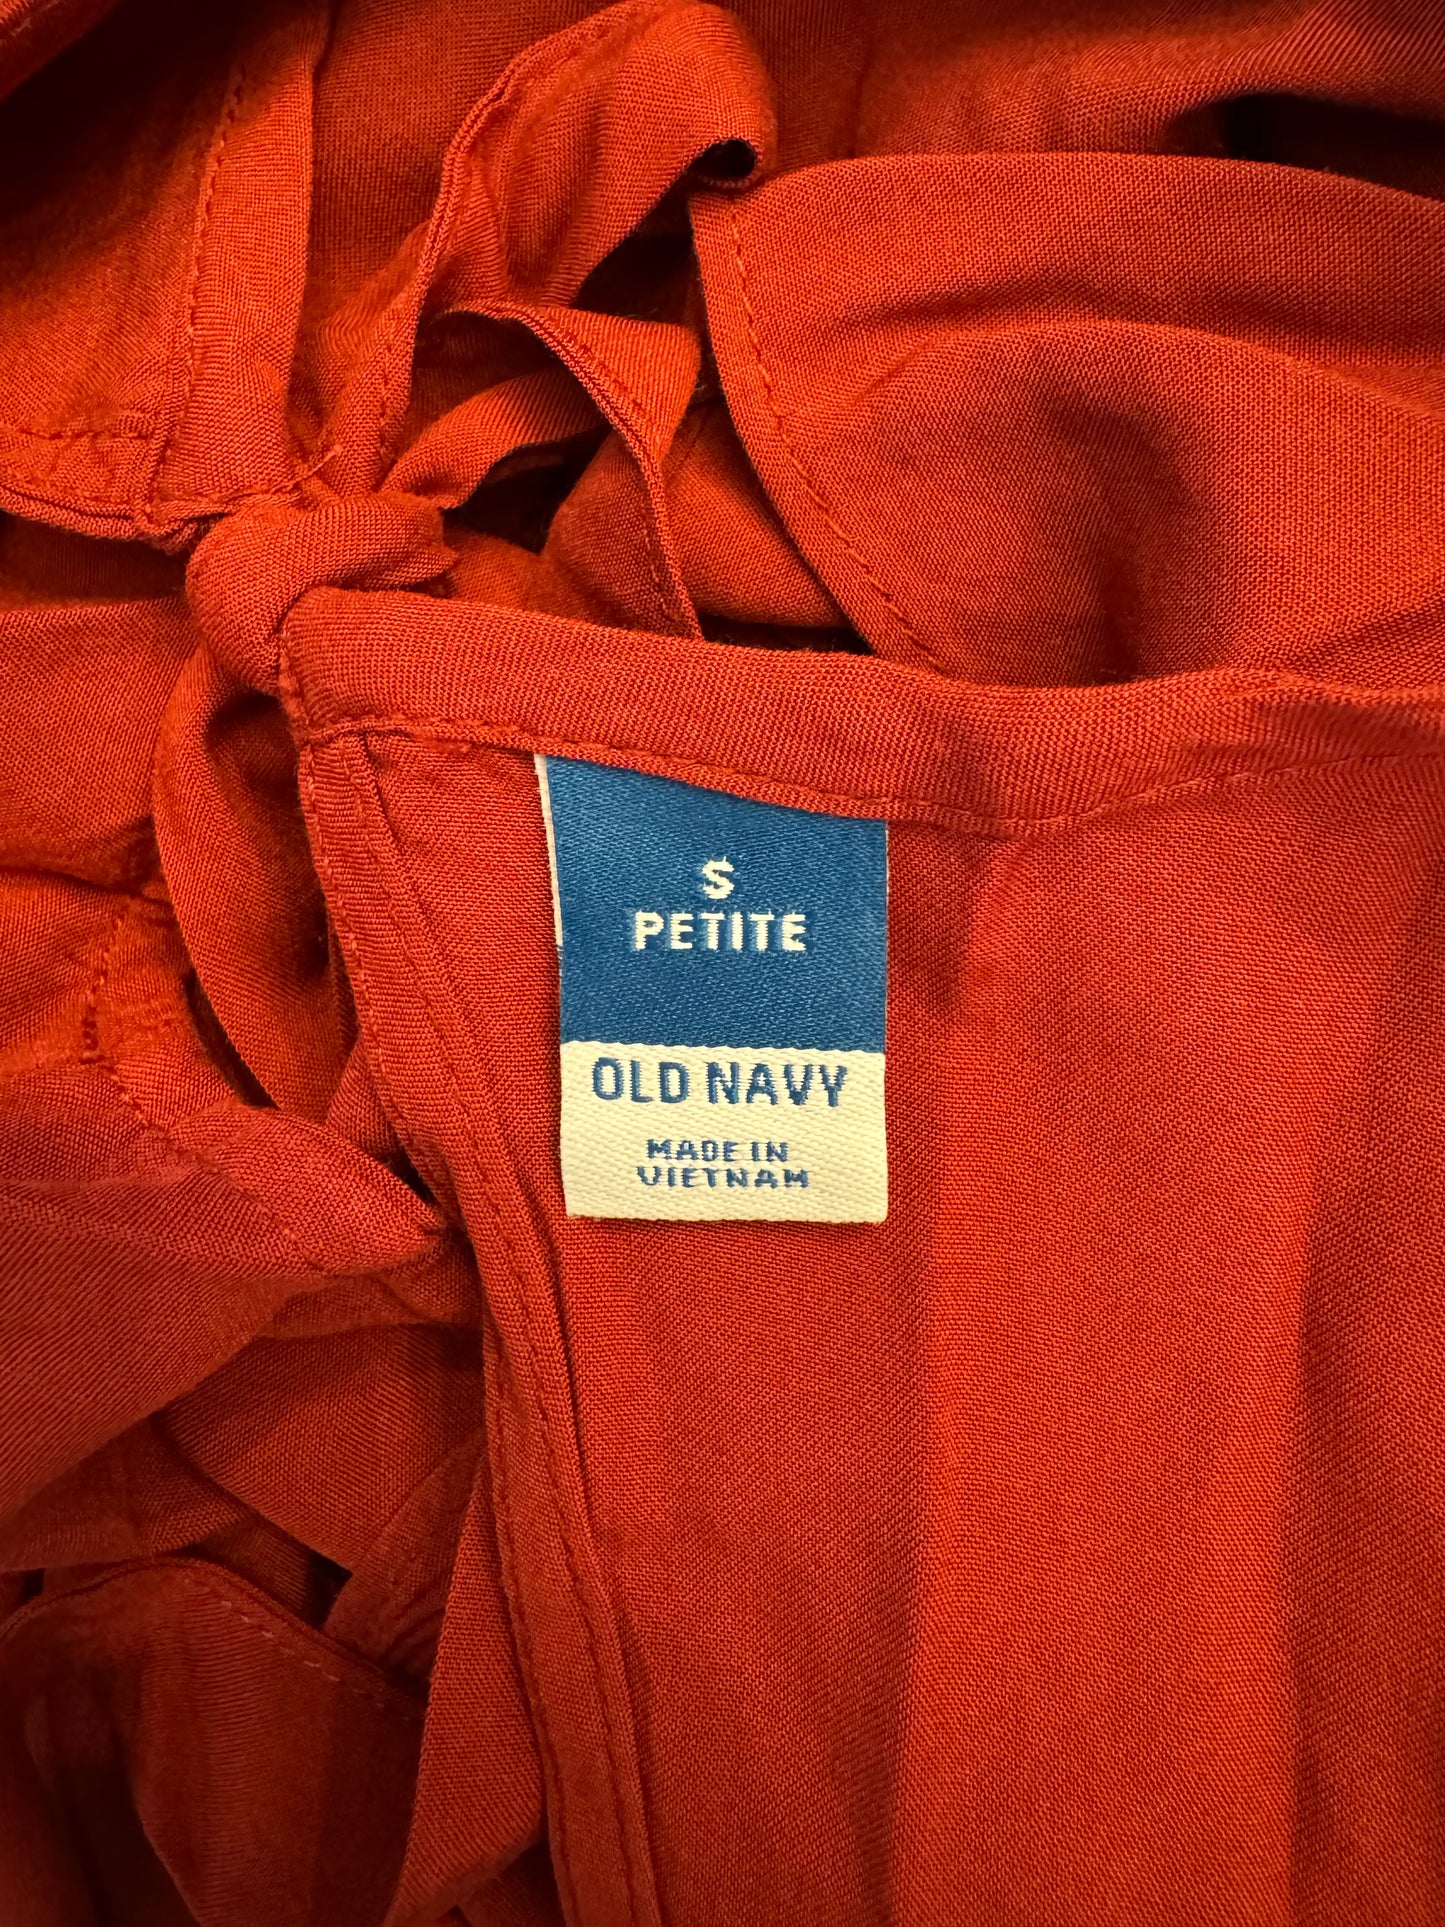 S
PETITE
OLD NAVY
MADE IN
VIETNAM